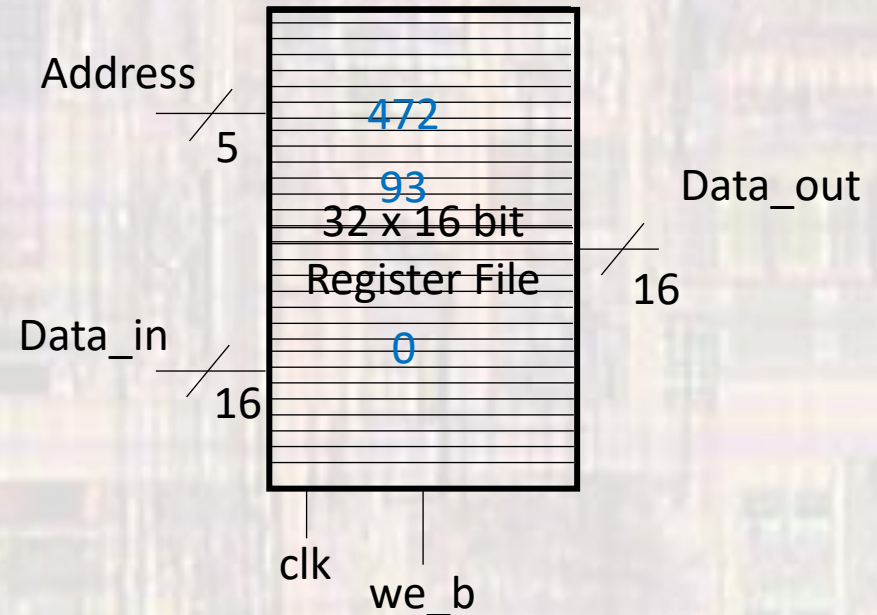 Address
5
472
93
32 x 16 bit
Register File
0
Data_out
16
Data_in
16
clk
we_b